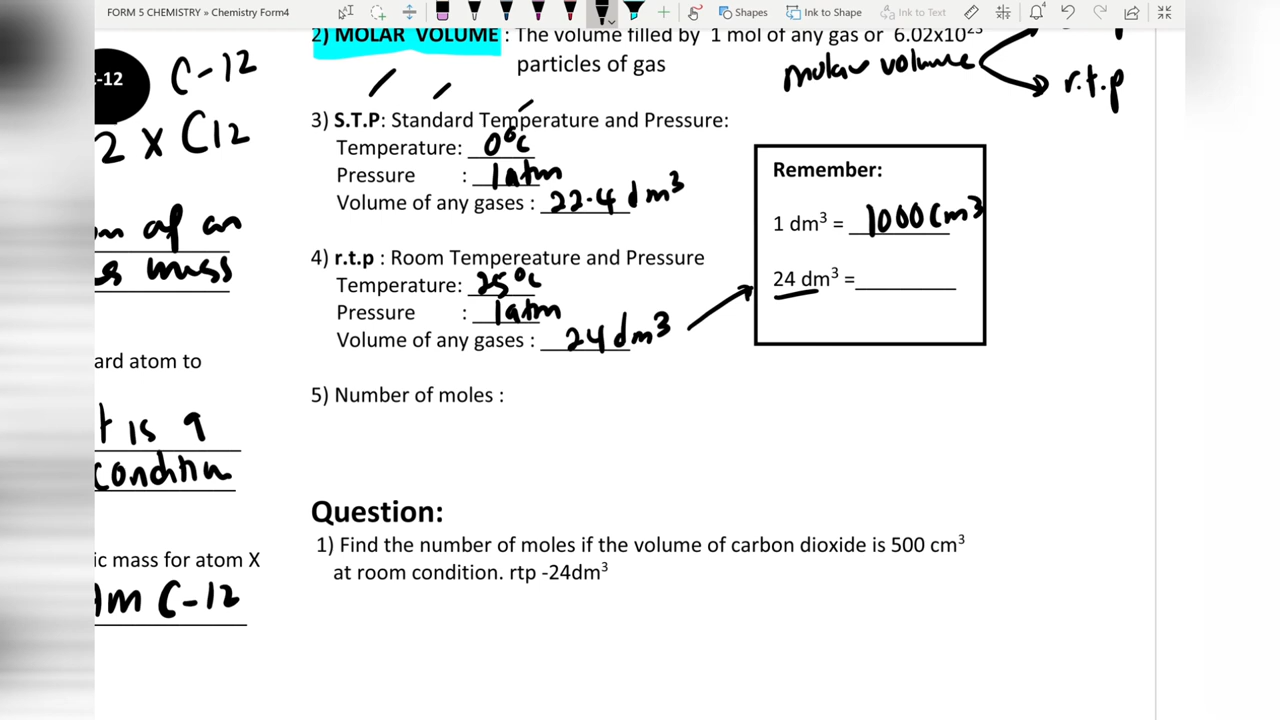 FORM 5 CHEMISTRY » Chemistry Form4
Shapes
Ink to Shape
Ink to Text
2) MOLAR VOLUME : The volume filled by 1 mol of any gas or 6.02x10²³
particles of gas
molar volume
r.t.p
-12
C-12
2 x C12
3) S.T.P: Standard Temperature and Pressure:
Temperature: 0°C
Pressure : 1atm
Volume of any gases : 22.4 dm³
Remember:
1 dm³ = 1000cm³
24 dm³ =__________
of an
mass
4) r.t.p : Room Tempereature and Pressure
Temperature: 25°C
Pressure : 1atm
Volume of any gases : 24dm³
ard atom to
5) Number of moles :
t is a
condition
Question:
1) Find the number of moles if the volume of carbon dioxide is 500 cm³
at room condition. rtp -24dm³
ic mass for atom X
m C-12